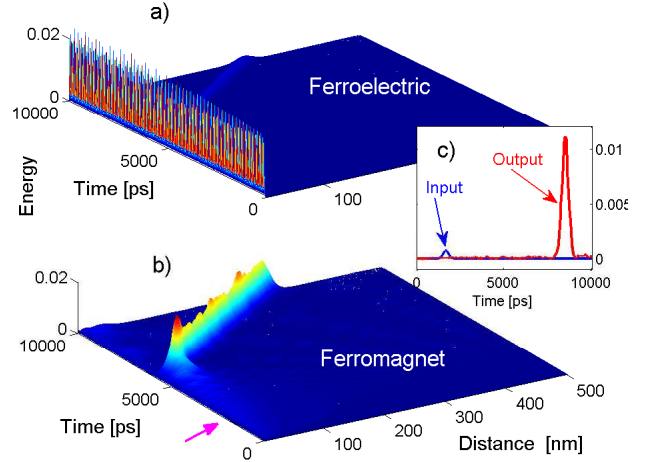 a)
0.02
0
10000
Ferroelectric
5000
Time [ps]
Energy
0
100
c)
Input
Output
0.01
0.005
0
0
5000
10000
Time [ps]
b)
0.02
0
10000
Ferromagnet
5000
Time [ps]
0
100
200
300
400
500
Distance [nm]